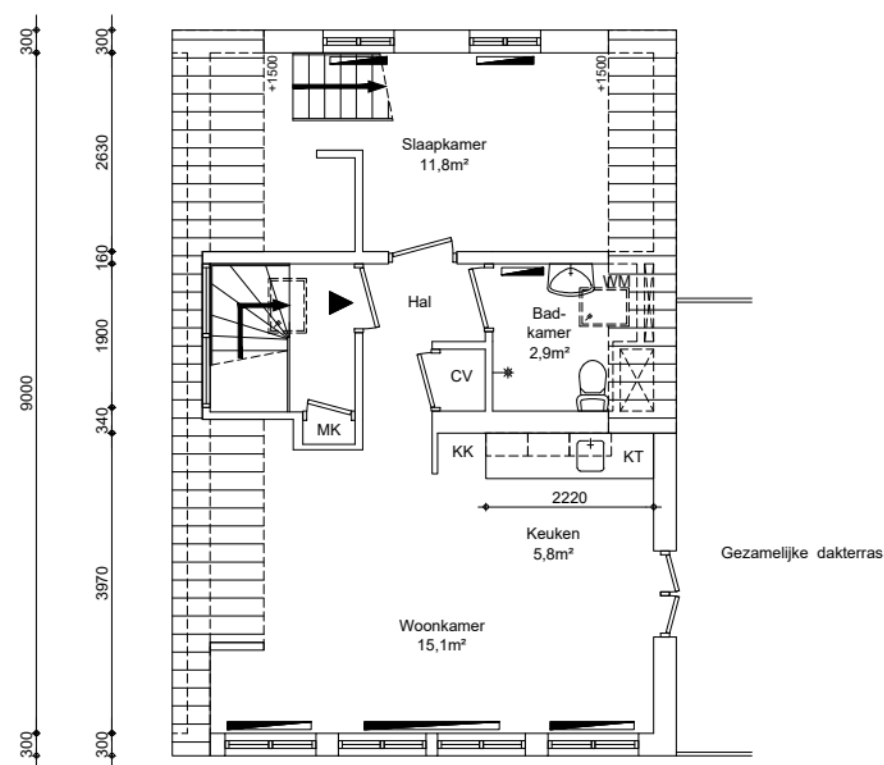 300
300
+1500
+1500
2630
Slaapkamer
11,8m²
160
Hal
WM
Bad-
kamer
2,9m²
1900
9000
CV
340
MK
KK
KT
2220
Keuken
5,8m²
Gezamelijke dakterras
3970
Woonkamer
15,1m²
300
300